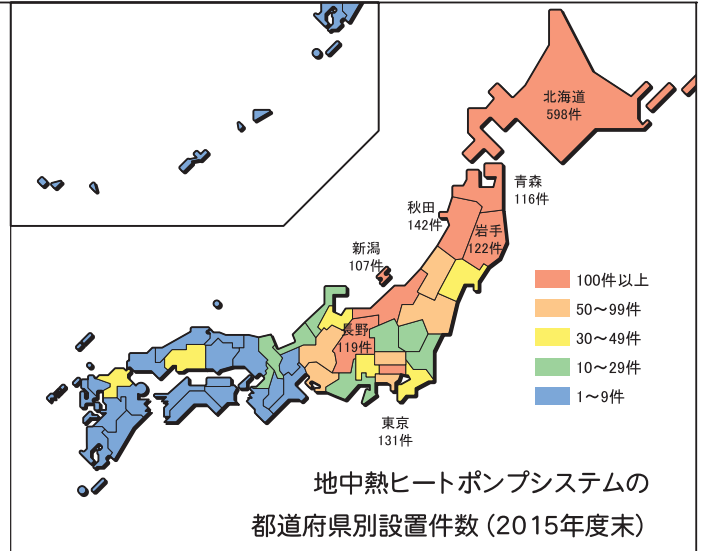 北海道
598件
青森
116件
秋田
142件
岩手
122件
新潟
107件
長野
119件
東京
131件
100件以上
50〜99件
30〜49件
10〜29件
1〜9件
地中熱ヒートポンプシステムの
都道府県別設置件数（2015年度末）